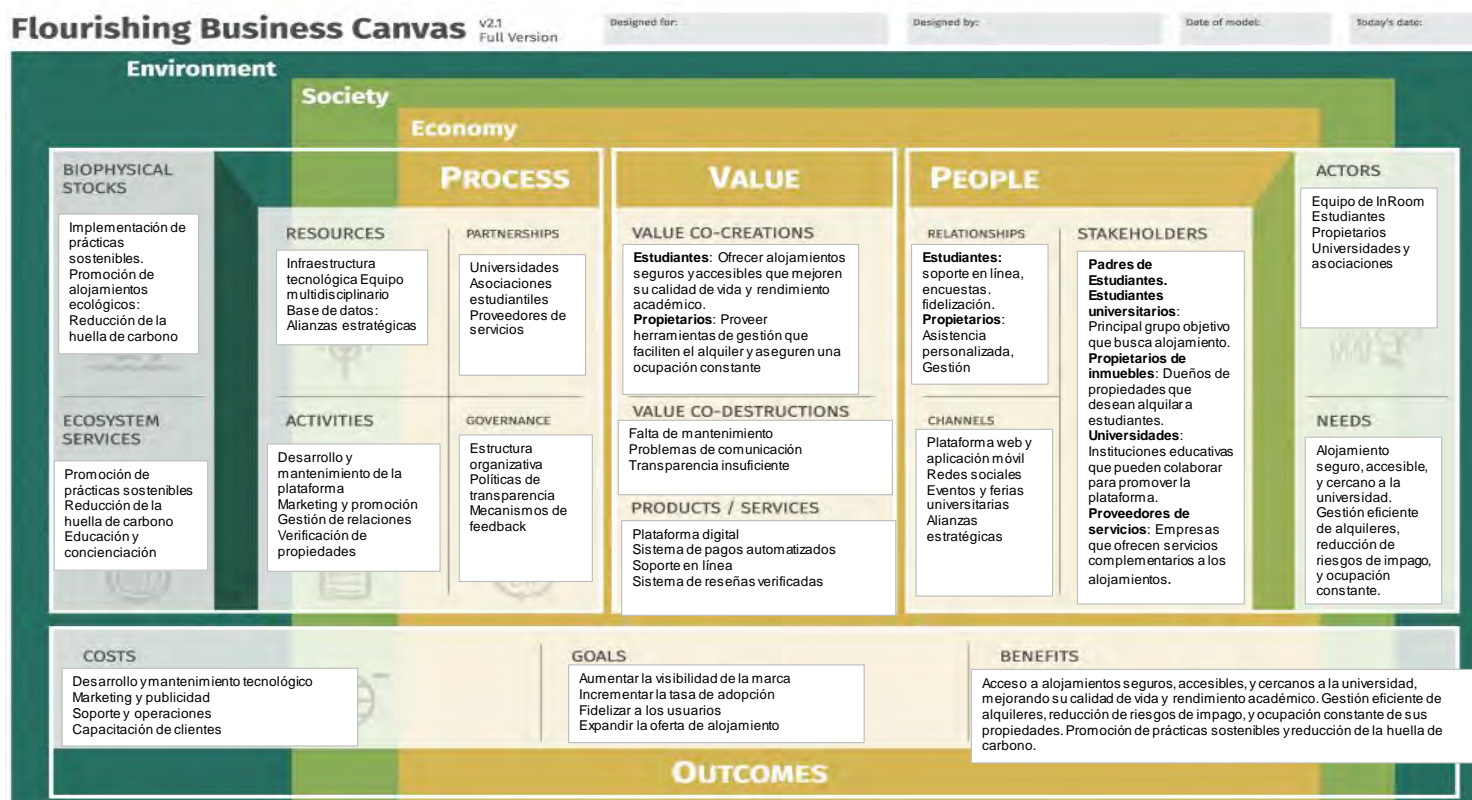 Flourishing Business Canvas v2.1
Full Version
Designed for:
Designed by:
Date of model:
Today's date:
Environment
Society
Economy
PROCESS
VALUE
PEOPLE
BIOPHYSICAL
STOCKS
Implementación de
prácticas
sostenibles.
Promoción de
alojamientos
ecológicos:
Reducción de la
huella de carbono
RESOURCES
Infraestructura
tecnológica Equipo
multidisciplinario
Base de datos:
Alianzas estratégicas
PARTNERSHIPS
Universidades
Asociaciones
estudiantiles
Proveedores de
servicios
VALUE CO-CREATIONS
Estudiantes: Ofrecer alojamientos
seguros y accesibles que mejoren
su calidad de vida y rendimiento
académico.
Propietarios: Proveer
herramientas de gestión que
faciliten el alquiler y aseguren una
ocupación constante
RELATIONSHIPS
Estudiantes:
soporte en línea,
encuestas.
fidelización.
Propietarios:
Asistencia
personalizada,
Gestión
STAKEHOLDERS
Padres de
Estudiantes.
Estudiantes
universitarios:
Principal grupo objetivo
que busca alojamiento.
Propietarios de
inmuebles: Dueños de
propiedades que
desean alquilar a
estudiantes.
Universidades:
Instituciones educativas
que pueden colaborar
para promover la
plataforma.
Proveedores de
servicios: Empresas
que ofrecen servicios
complementarios a los
alojamientos.
ACTORS
Equipo de InRoom
Estudiantes
Propietarios
Universidades y
asociaciones
ECOSYSTEM
SERVICES
Promoción de
prácticas sostenibles
Reducción de la
huella de carbono
Educación y
concienciación
ACTIVITIES
Desarrollo y
mantenimiento de la
plataforma
Marketing y promoción
Gestión de relaciones
Verificación de
propiedades
GOVERNANCE
Estructura
organizativa
Políticas de
transparencia
Mecanismos de
feedback
VALUE CO-DESTRUCTIONS
Falta de mantenimiento
Problemas de comunicación
Transparencia insuficiente
PRODUCTS / SERVICES
Plataforma digital
Sistema de pagos automatizados
Soporte en línea
Sistema de reseñas verificadas
CHANNELS
Plataforma web y
aplicación móvil
Redes sociales
Eventos y ferias
universitarias
Alianzas
estratégicas
NEEDS
Alojamiento
seguro, accesible,
y cercano a la
universidad.
Gestión eficiente
de alquileres,
reducción de
riesgos de impago,
y ocupación
constante.
COSTS
Desarrollo y mantenimiento tecnológico
Marketing y publicidad
Soporte y operaciones
Capacitación de clientes
GOALS
Aumentar la visibilidad de la marca
Incrementar la tasa de adopción
Fidelizar a los usuarios
Expandir la oferta de alojamiento
BENEFITS
Acceso a alojamientos seguros, accesibles, y cercanos a la universidad,
mejorando su calidad de vida y rendimiento académico. Gestión eficiente de
alquileres, reducción de riesgos de impago, y ocupación constante de sus
propiedades. Promoción de prácticas sostenibles y reducción de la huella de
carbono.
OUTCOMES